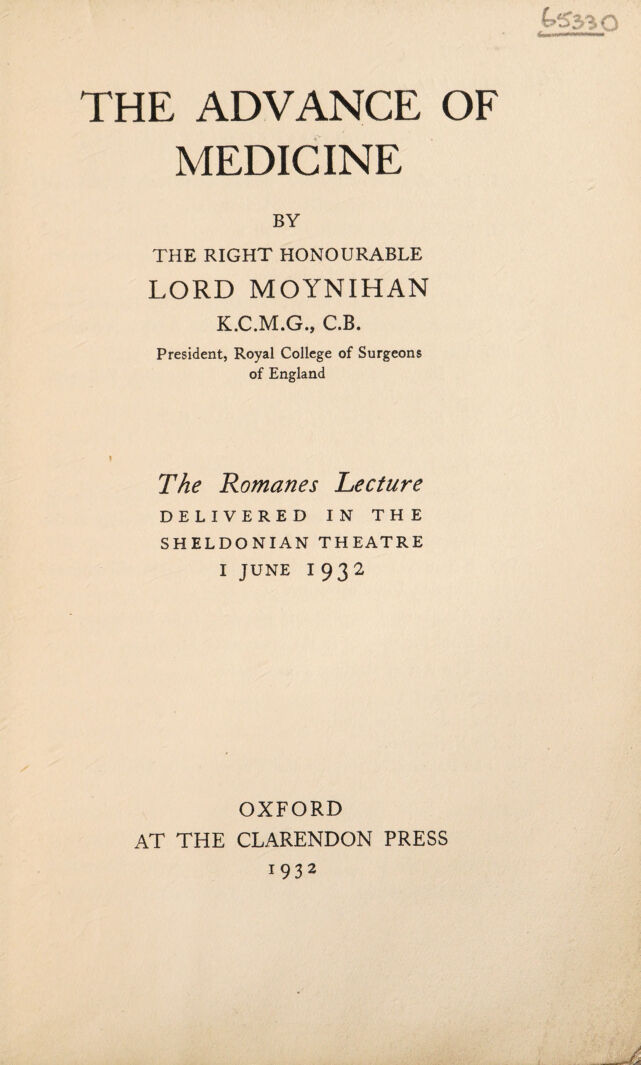 65330
THE ADVANCE OF
MEDICINE
BY
THE RIGHT HONOURABLE
LORD MOYNIHAN
K.C.M.G., C.B.
President, Royal College of Surgeons
of England
The Romanes Lecture
DELIVERED IN THE
SHELDONIAN THEATRE
1 JUNE 1932
OXFORD
AT THE CLARENDON PRESS
1932